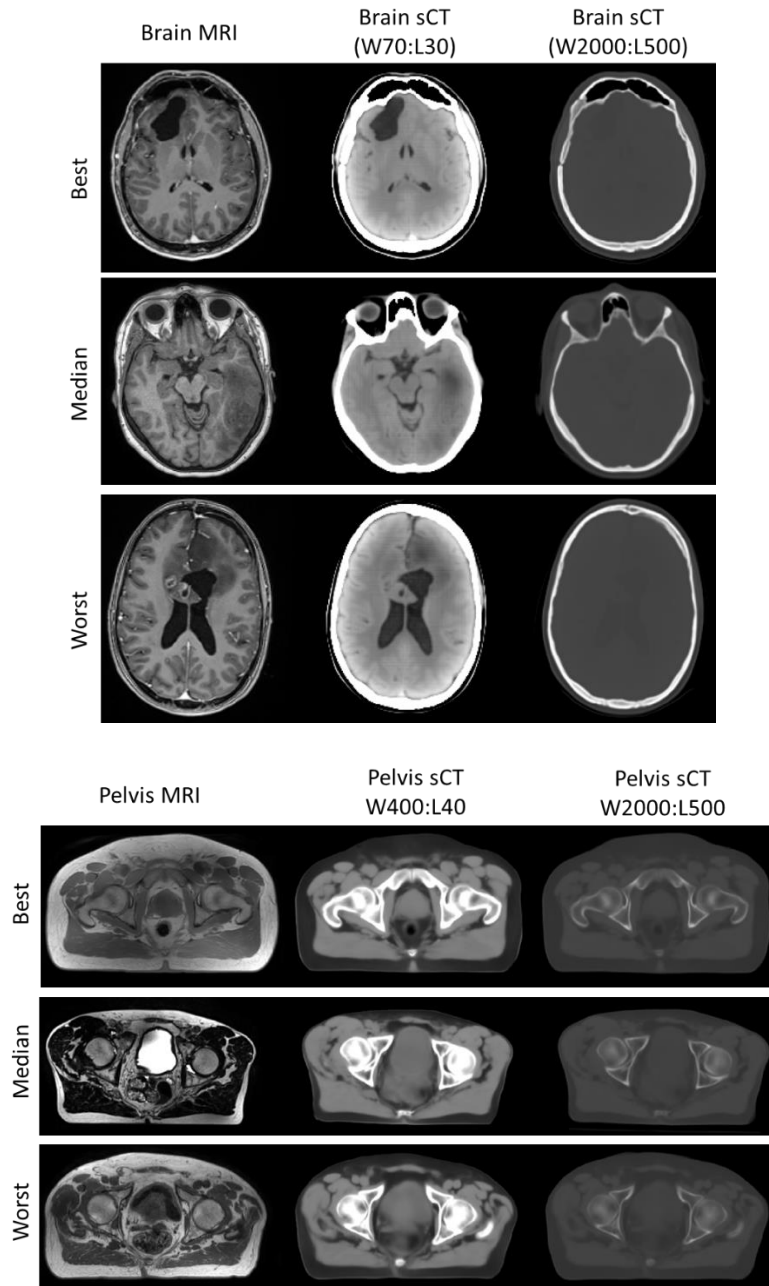 Brain MRI
Brain sCT
(W70:L30)
Brain sCT
(W2000:L500)
Best
Median
Worst
Pelvis MRI
Pelvis sCT
W400:L40
Pelvis sCT
W2000:L500
Best
Median
Worst